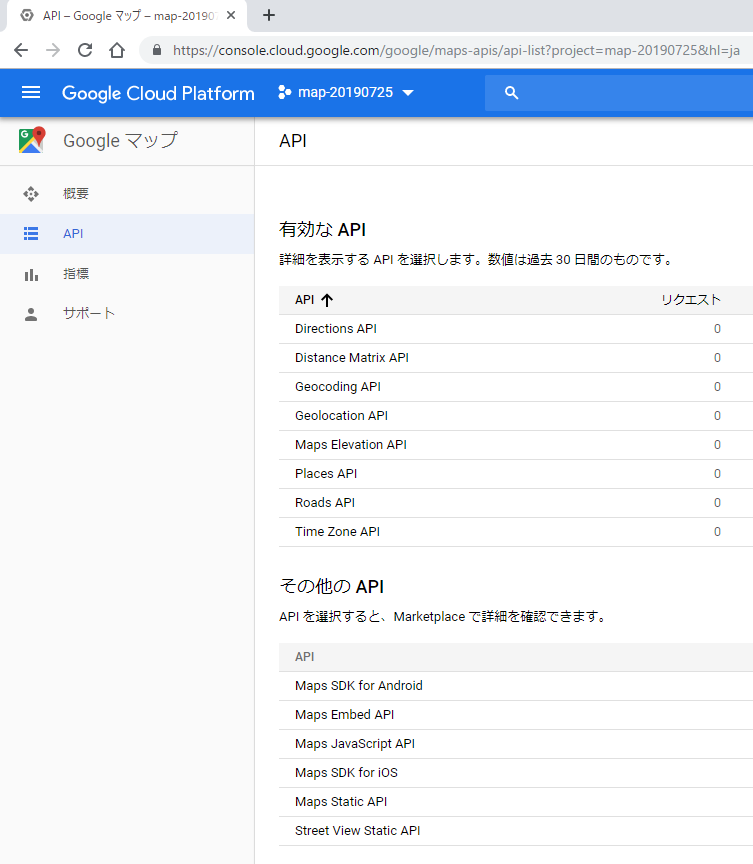 API – Google マップ – map-20190
https://console.cloud.google.com/google/maps-apis/api-list?project=map-20190725&hl=ja
Google Cloud Platform
map-20190725
Google マップ
API
概要
API
指標
サポート
有効な API
詳細を表示する API を選択します。数値は過去 30 日間のものです。
API リクエスト
Directions API 0
Distance Matrix API 0
Geocoding API 0
Geolocation API 0
Maps Elevation API 0
Places API 0
Roads API 0
Time Zone API 0
その他の API
API を選択すると、Marketplace で詳細を確認できます。
API
Maps SDK for Android
Maps Embed API
Maps JavaScript API
Maps SDK for iOS
Maps Static API
Street View Static API